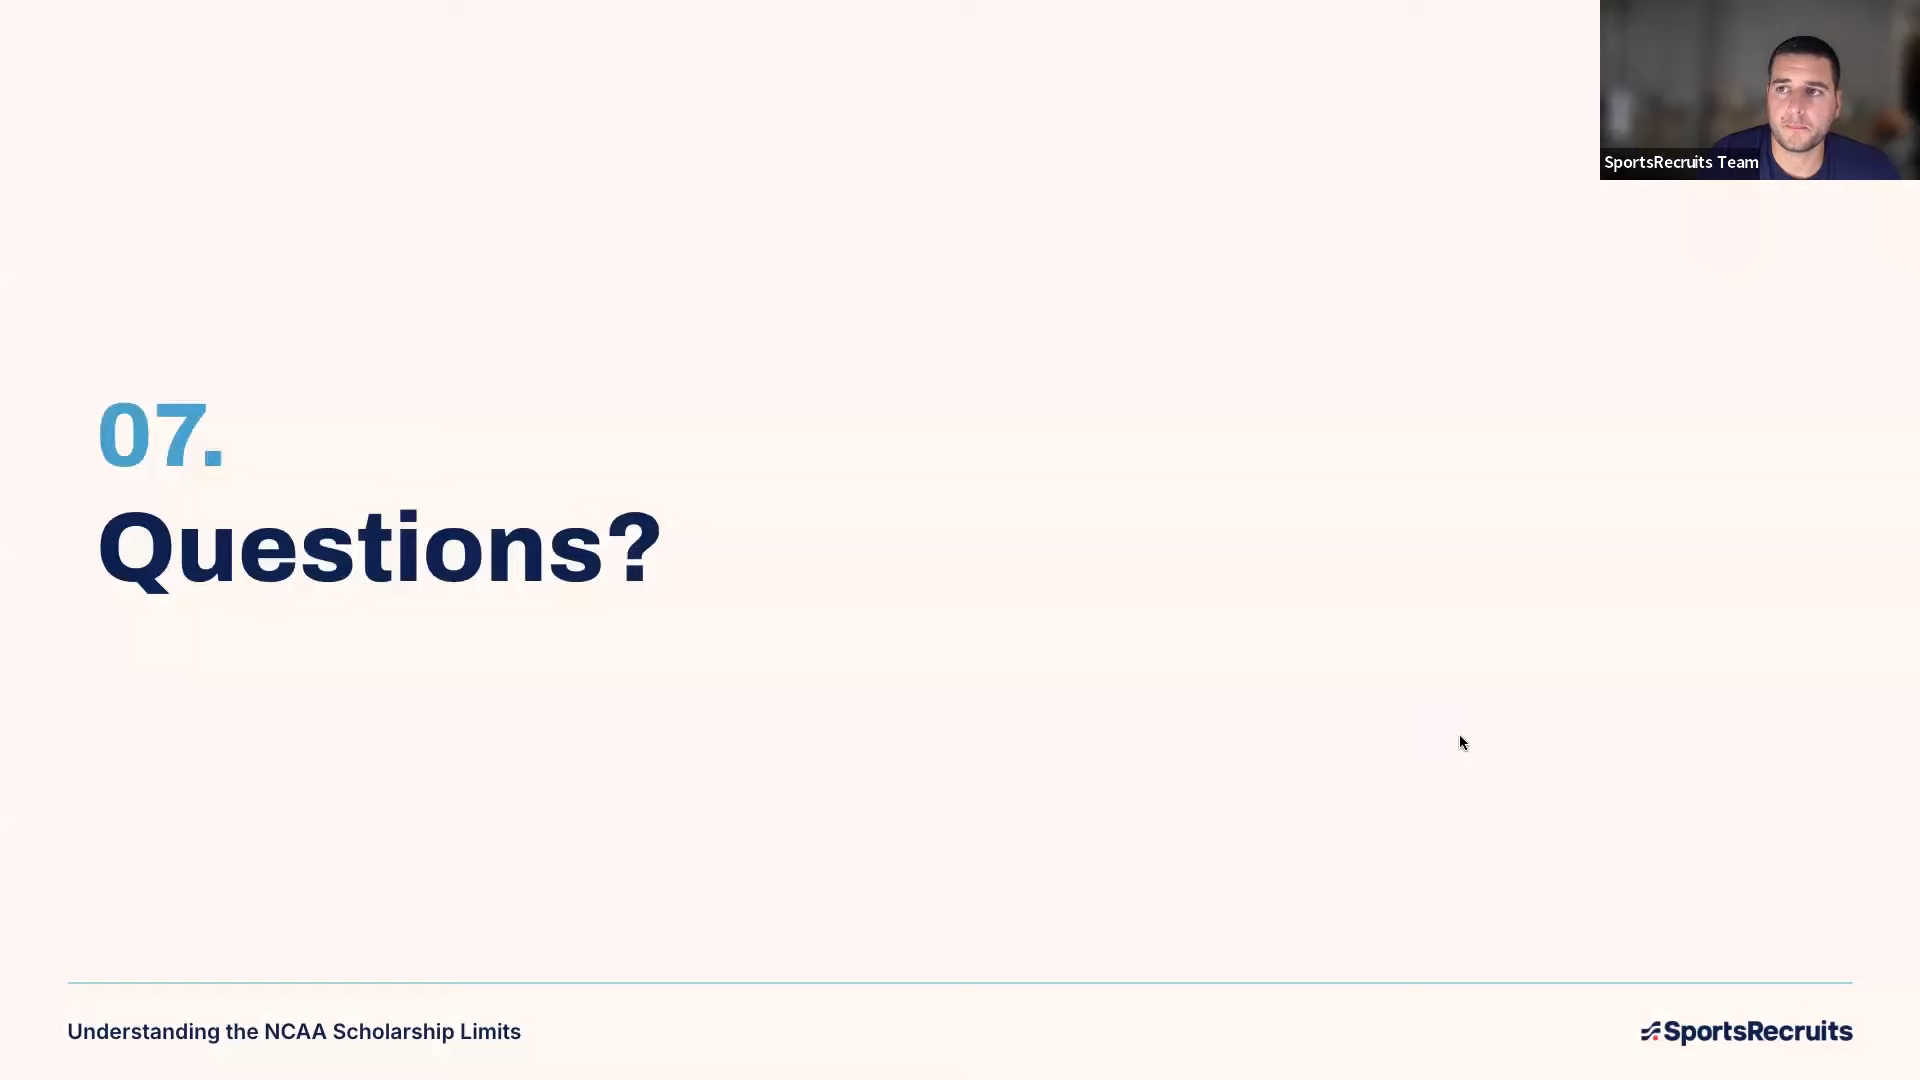 SportsRecruits Team
07.
Questions?
Understanding the NCAA Scholarship Limits
SportsRecruits